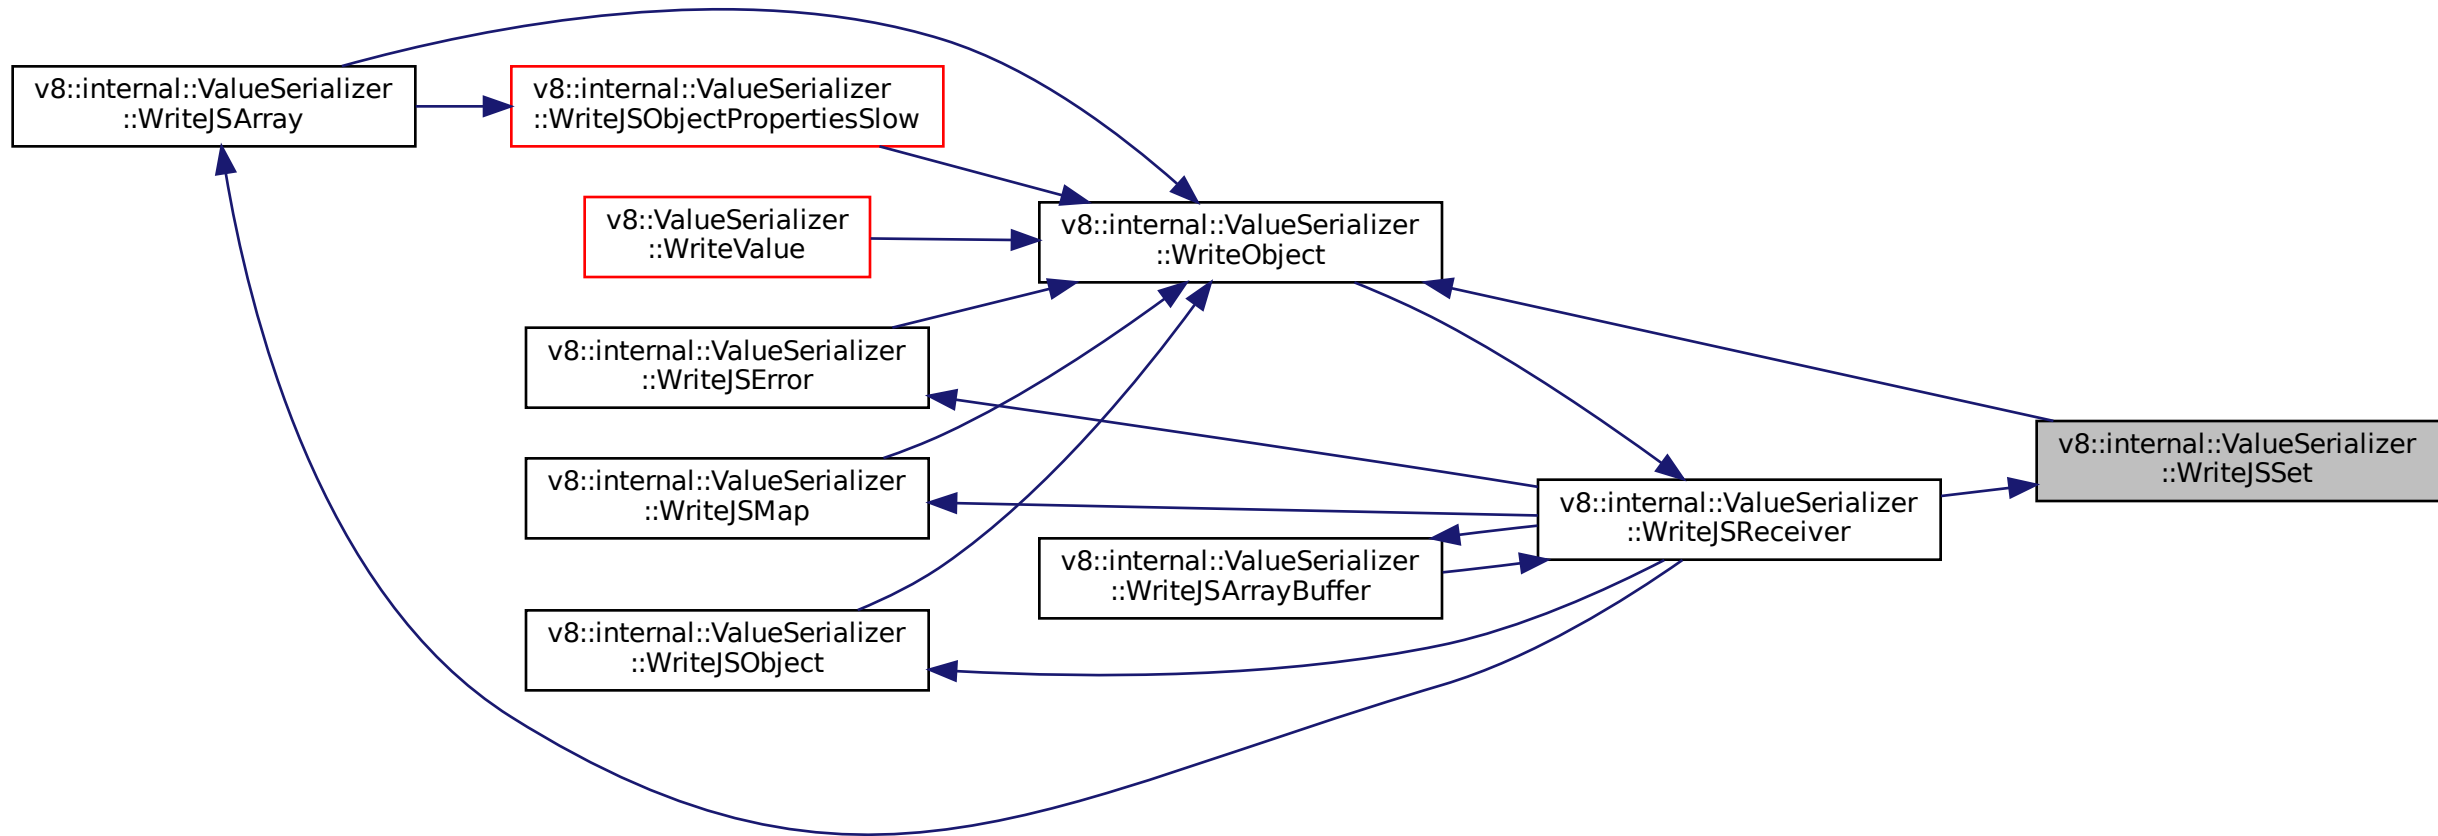 v8::internal::ValueSerializer
::WriteJSArray
v8::internal::ValueSerializer
::WriteJSObjectPropertiesSlow
v8::ValueSerializer
::WriteValue
v8::internal::ValueSerializer
::WriteObject
v8::internal::ValueSerializer
::WriteJSError
v8::internal::ValueSerializer
::WriteJSMap
v8::internal::ValueSerializer
::WriteJSObject
v8::internal::ValueSerializer
::WriteJSArrayBuffer
v8::internal::ValueSerializer
::WriteJSReceiver
v8::internal::ValueSerializer
::WriteJSSet